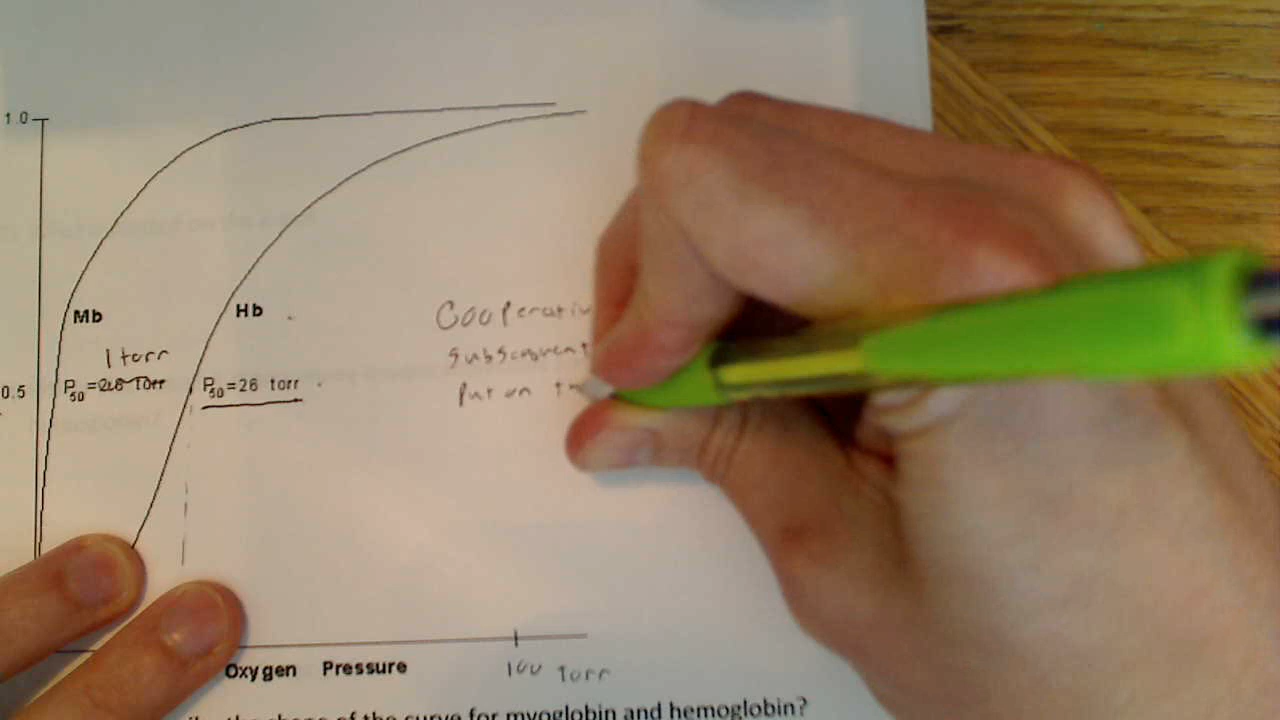 1.0
Mb
Hb
Cooperativ
1 torr
subsequent
0.5
P50=2.8 Torr
P50=26 torr
Put on
Oxygen Pressure
100 torr
the shape of the curve for myoglobin and hemoglobin?